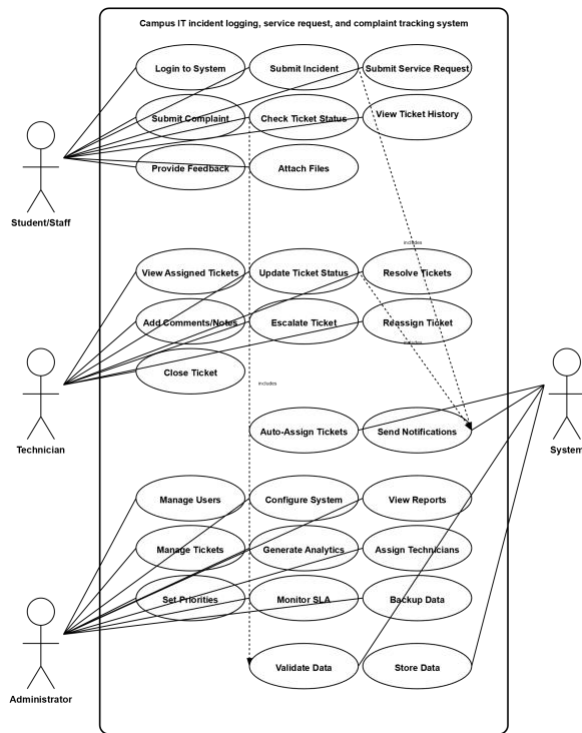 Campus IT incident logging, service request, and complaint tracking system
Login to System
Submit Incident
Submit Service Request
Submit Complaint
Check Ticket Status
View Ticket History
Provide Feedback
Attach Files
Student/Staff
includes
View Assigned Tickets
Update Ticket Status
Resolve Tickets
Add Comments/Notes
Escalate Ticket
Reassign Ticket
includes
Close Ticket
includes
Technician
System
Auto-Assign Tickets
Send Notifications
Manage Users
Configure System
View Reports
Manage Tickets
Generate Analytics
Assign Technicians
Set Priorities
Monitor SLA
Backup Data
Administrator
Validate Data
Store Data